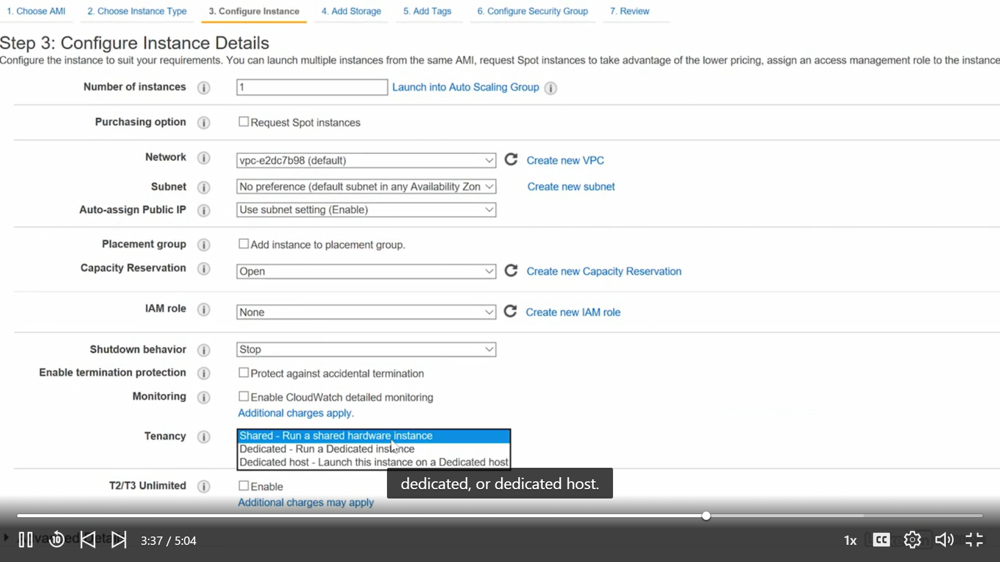 1. Choose AMI 2. Choose Instance Type 3. Configure Instance 4. Add Storage 5. Add Tags 6. Configure Security Group 7. Review
Step 3: Configure Instance Details
Configure the instance to suit your requirements. You can launch multiple instances from the same AMI, request Spot instances to take advantage of the lower pricing, assign an access management role to the instance
Number of instances 1 Launch into Auto Scaling Group
Purchasing option Request Spot instances
Network vpc-e2dc7b98 (default) Create new VPC
Subnet No preference (default subnet in any Availability Zon Create new subnet
Auto-assign Public IP Use subnet setting (Enable)
Placement group Add instance to placement group.
Capacity Reservation Open Create new Capacity Reservation
IAM role None Create new IAM role
Shutdown behavior Stop
Enable termination protection Protect against accidental termination
Monitoring Enable CloudWatch detailed monitoring
Additional charges apply.
Tenancy Shared - Run a shared hardware instance
Dedicated - Run a Dedicated instance
Dedicated host - Launch this instance on a Dedicated host
T2/T3 Unlimited Enable
dedicated, or dedicated host.
Additional charges may apply
Advanced Details
10 3:37 / 5:04 1x CC